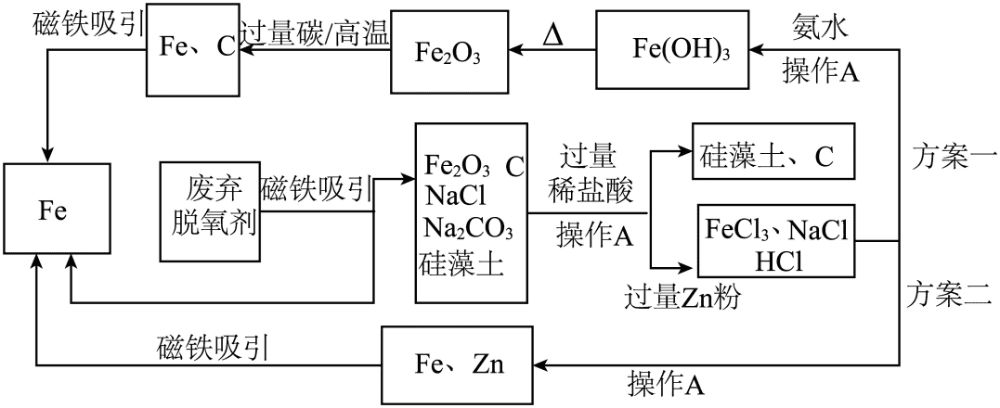 磁铁吸引
Fe、C
过量碳/高温
Fe₂O₃
Δ
Fe(OH)₃
氨水
操作A
方案一
Fe
废弃
脱氧剂
磁铁吸引
Fe₂O₃ C
NaCl
Na₂CO₃
硅藻土
过量
稀盐酸
操作A
硅藻土、C
FeCl₃、NaCl
HCl
过量Zn粉
方案二
磁铁吸引
Fe、Zn
操作A